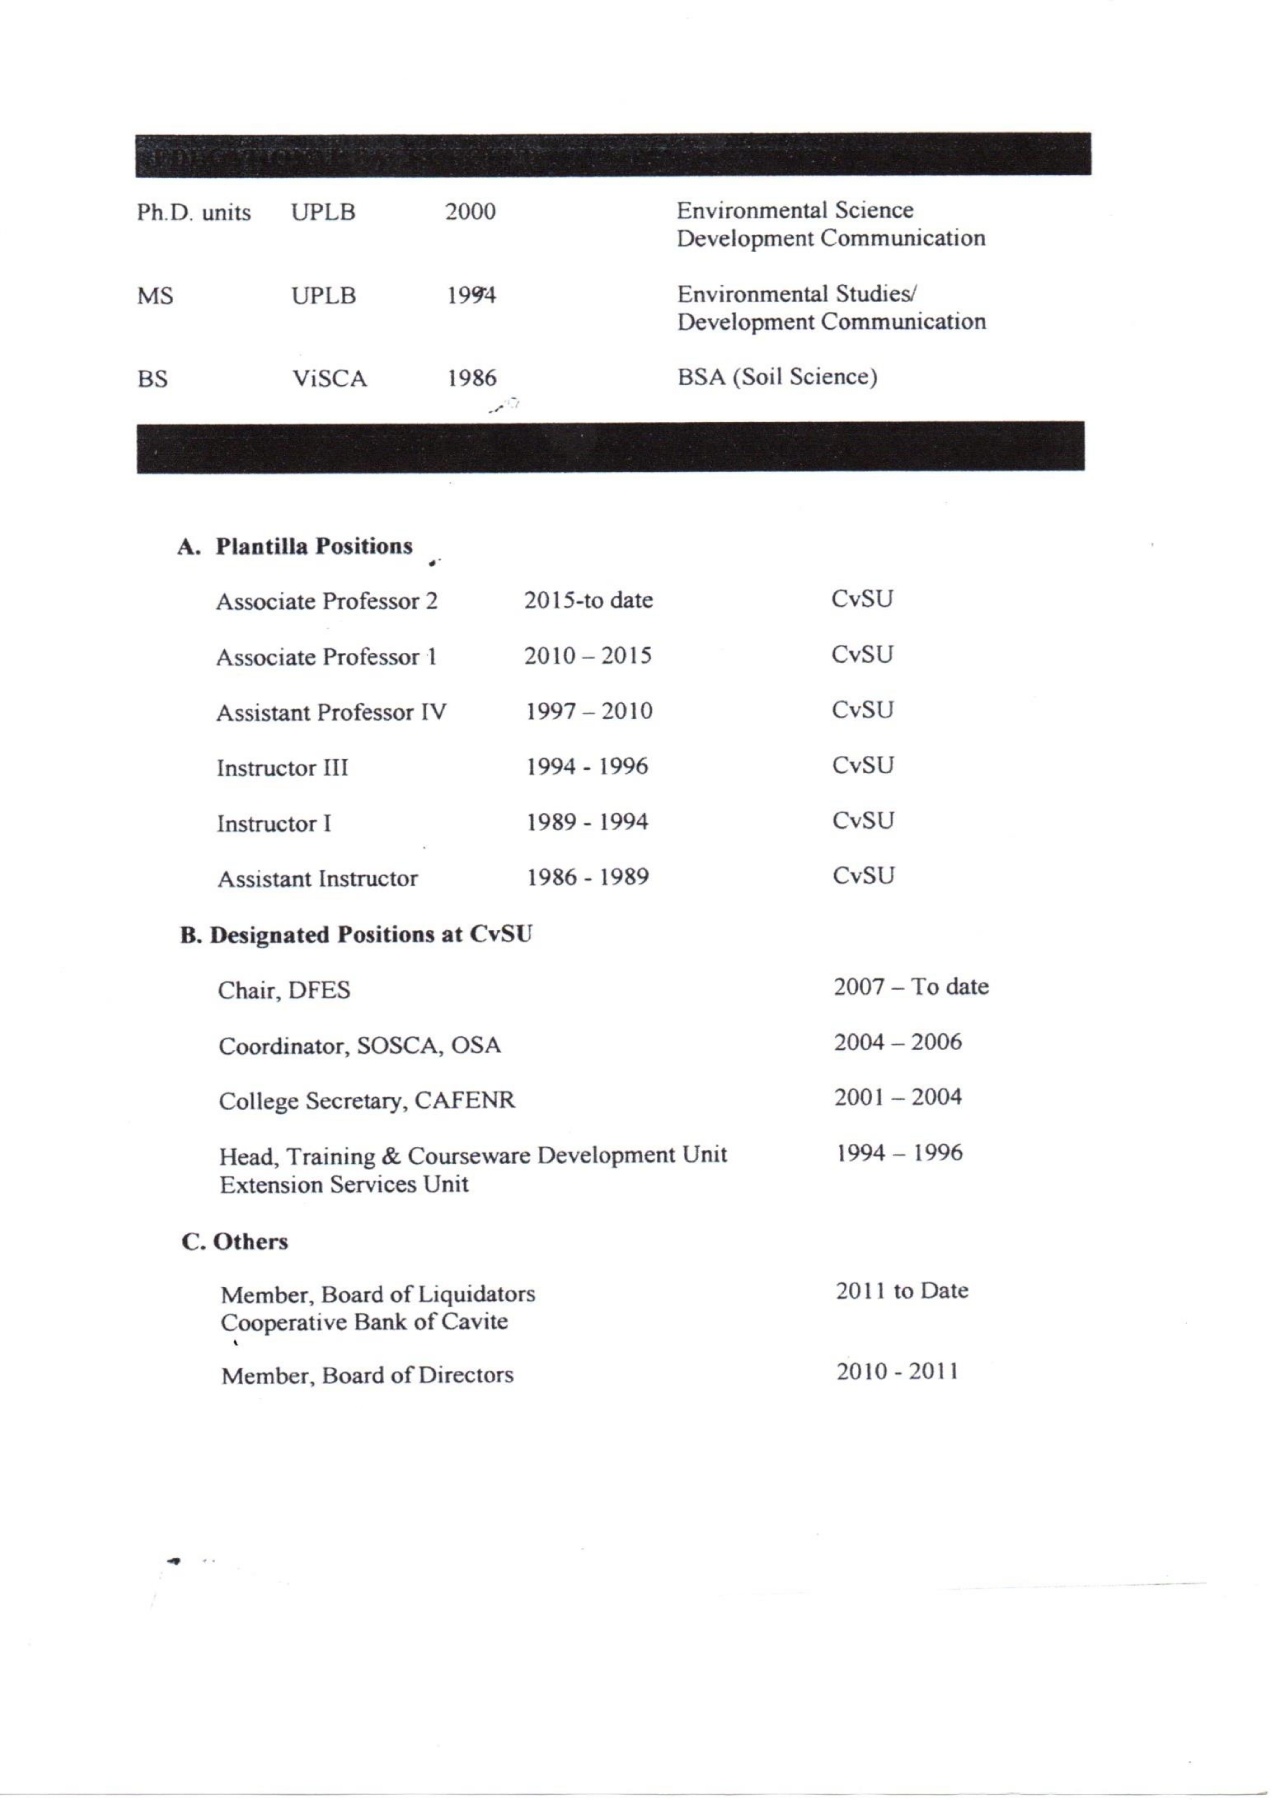 Ph.D. units UPLB 2000 Environmental Science
Development Communication
MS UPLB 1994 Environmental Studies/
Development Communication
BS ViSCA 1986 BSA (Soil Science)
A. Plantilla Positions
Associate Professor 2 2015-to date CvSU
Associate Professor 1 2010 – 2015 CvSU
Assistant Professor IV 1997 – 2010 CvSU
Instructor III 1994 - 1996 CvSU
Instructor I 1989 - 1994 CvSU
Assistant Instructor 1986 - 1989 CvSU
B. Designated Positions at CvSU
Chair, DFES 2007 – To date
Coordinator, SOSCA, OSA 2004 – 2006
College Secretary, CAFENR 2001 – 2004
Head, Training & Courseware Development Unit 1994 – 1996
Extension Services Unit
C. Others
Member, Board of Liquidators 2011 to Date
Cooperative Bank of Cavite
Member, Board of Directors 2010 - 2011